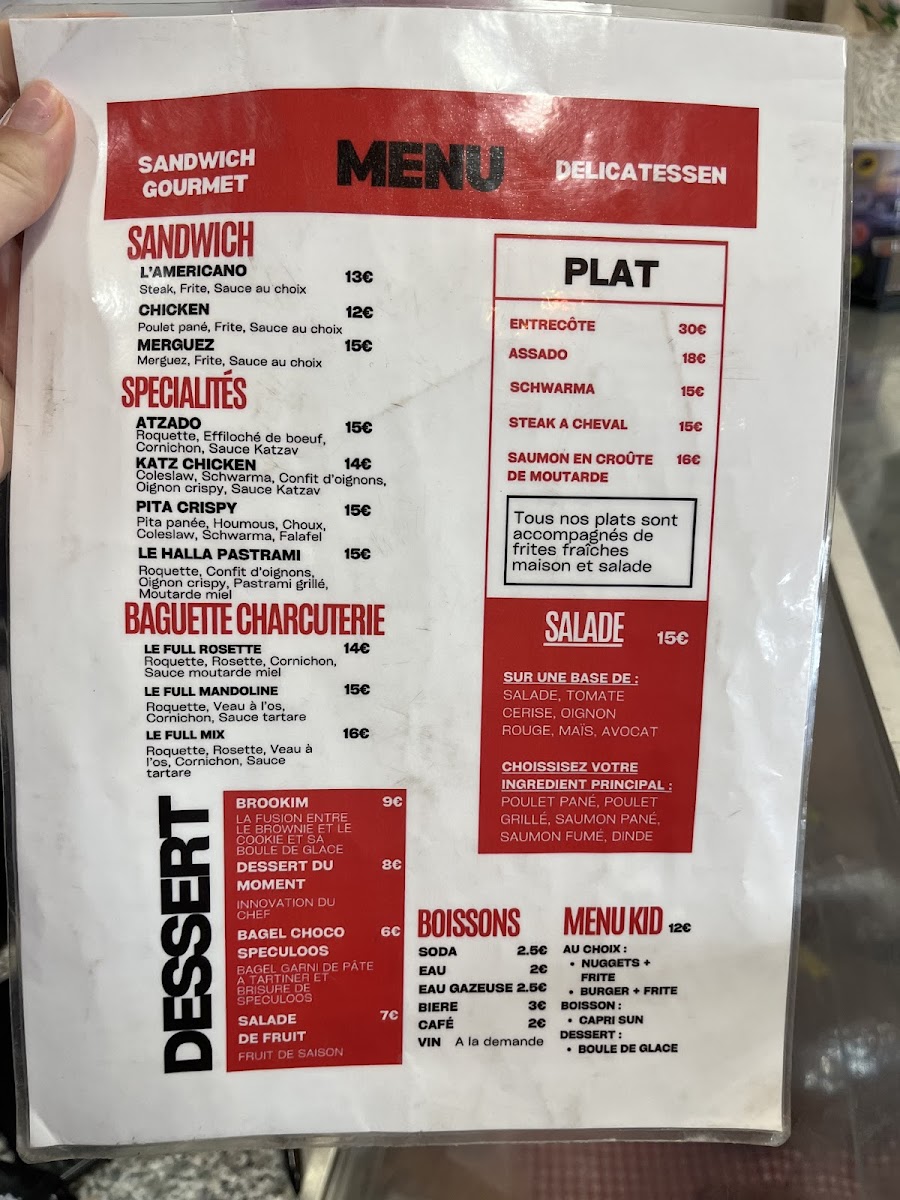 SANDWICH
GOURMET
MENU
DELICATESSEN
SANDWICH
L'AMERICANO 13€
Steak, Frite, Sauce au choix
CHICKEN 12€
Poulet pané, Frite, Sauce au choix
MERGUEZ 15€
Merguez, Frite, Sauce au choix
SPECIALITÉS
ATZADO 15€
Roquette, Effiloché de boeuf,
Cornichon, Sauce Katzav
KATZ CHICKEN 14€
Coleslaw, Schwarma, Confit d'oignons,
Oignon crispy, Sauce Katzav
PITA CRISPY 15€
Pita panée, Houmous, Choux,
Coleslaw, Schwarma, Falafel
LE HALLA PASTRAMI 15€
Roquette, Confit d'oignons,
Oignon crispy, Pastrami grillé,
Moutarde miel
BAGUETTE CHARCUTERIE
LE FULL ROSETTE 14€
Roquette, Rosette, Cornichon,
Sauce moutarde miel
LE FULL MANDOLINE 15€
Roquette, Veau à l'os,
Cornichon, Sauce tartare
LE FULL MIX 16€
Roquette, Rosette, Veau à
l'os, Cornichon, Sauce
tartare
PLAT
ENTRECÔTE 30€
ASSADO 18€
SCHWARMA 15€
STEAK A CHEVAL 15€
SAUMON EN CROÛTE 16€
DE MOUTARDE
Tous nos plats sont
accompagnés de
frites fraîches
maison et salade
SALADE 15€
SUR UNE BASE DE :
SALADE, TOMATE
CERISE, OIGNON
ROUGE, MAÏS, AVOCAT
CHOISSISEZ VOTRE
INGREDIENT PRINCIPAL :
POULET PANÉ, POULET
GRILLÉ, SAUMON PANÉ,
SAUMON FUMÉ, DINDE
DESSERT
BROOKIM 9€
LA FUSION ENTRE
LE BROWNIE ET LE
COOKIE ET SA
BOULE DE GLACE
DESSERT DU 8€
MOMENT
INNOVATION DU
CHEF
BAGEL CHOCO 6€
SPECULOOS
BAGEL GARNI DE PÂTE
A TARTINER ET
BRISURE DE
SPECULOOS
SALADE 7€
DE FRUIT
FRUIT DE SAISON
BOISSONS
SODA 2.5€
EAU 2€
EAU GAZEUSE 2.5€
BIERE 3€
CAFÉ 2€
VIN A la demande
MENU KID 12€
AU CHOIX :
• NUGGETS +
FRITE
• BURGER + FRITE
BOISSON :
• CAPRI SUN
DESSERT :
• BOULE DE GLACE